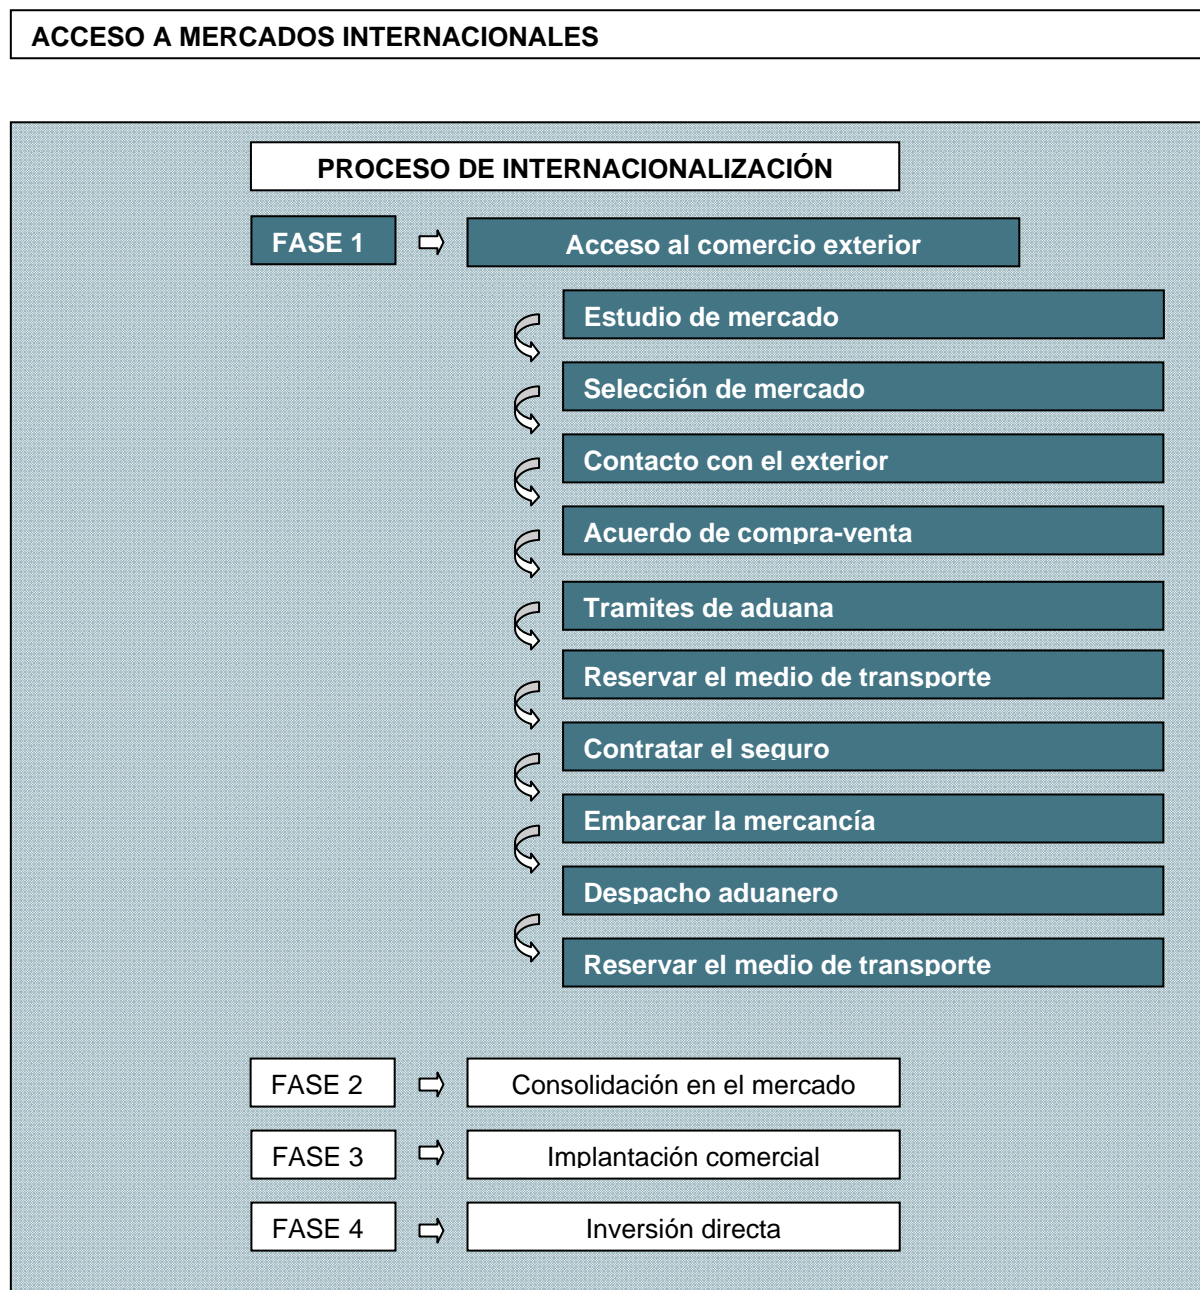 ACCESO A MERCADOS INTERNACIONALES
PROCESO DE INTERNACIONALIZACIÓN
FASE 1 Acceso al comercio exterior
Estudio de mercado
Selección de mercado
Contacto con el exterior
Acuerdo de compra-venta
Tramites de aduana
Reservar el medio de transporte
Contratar el seguro
Embarcar la mercancía
Despacho aduanero
Reservar el medio de transporte
FASE 2 Consolidación en el mercado
FASE 3 Implantación comercial
FASE 4 Inversión directa